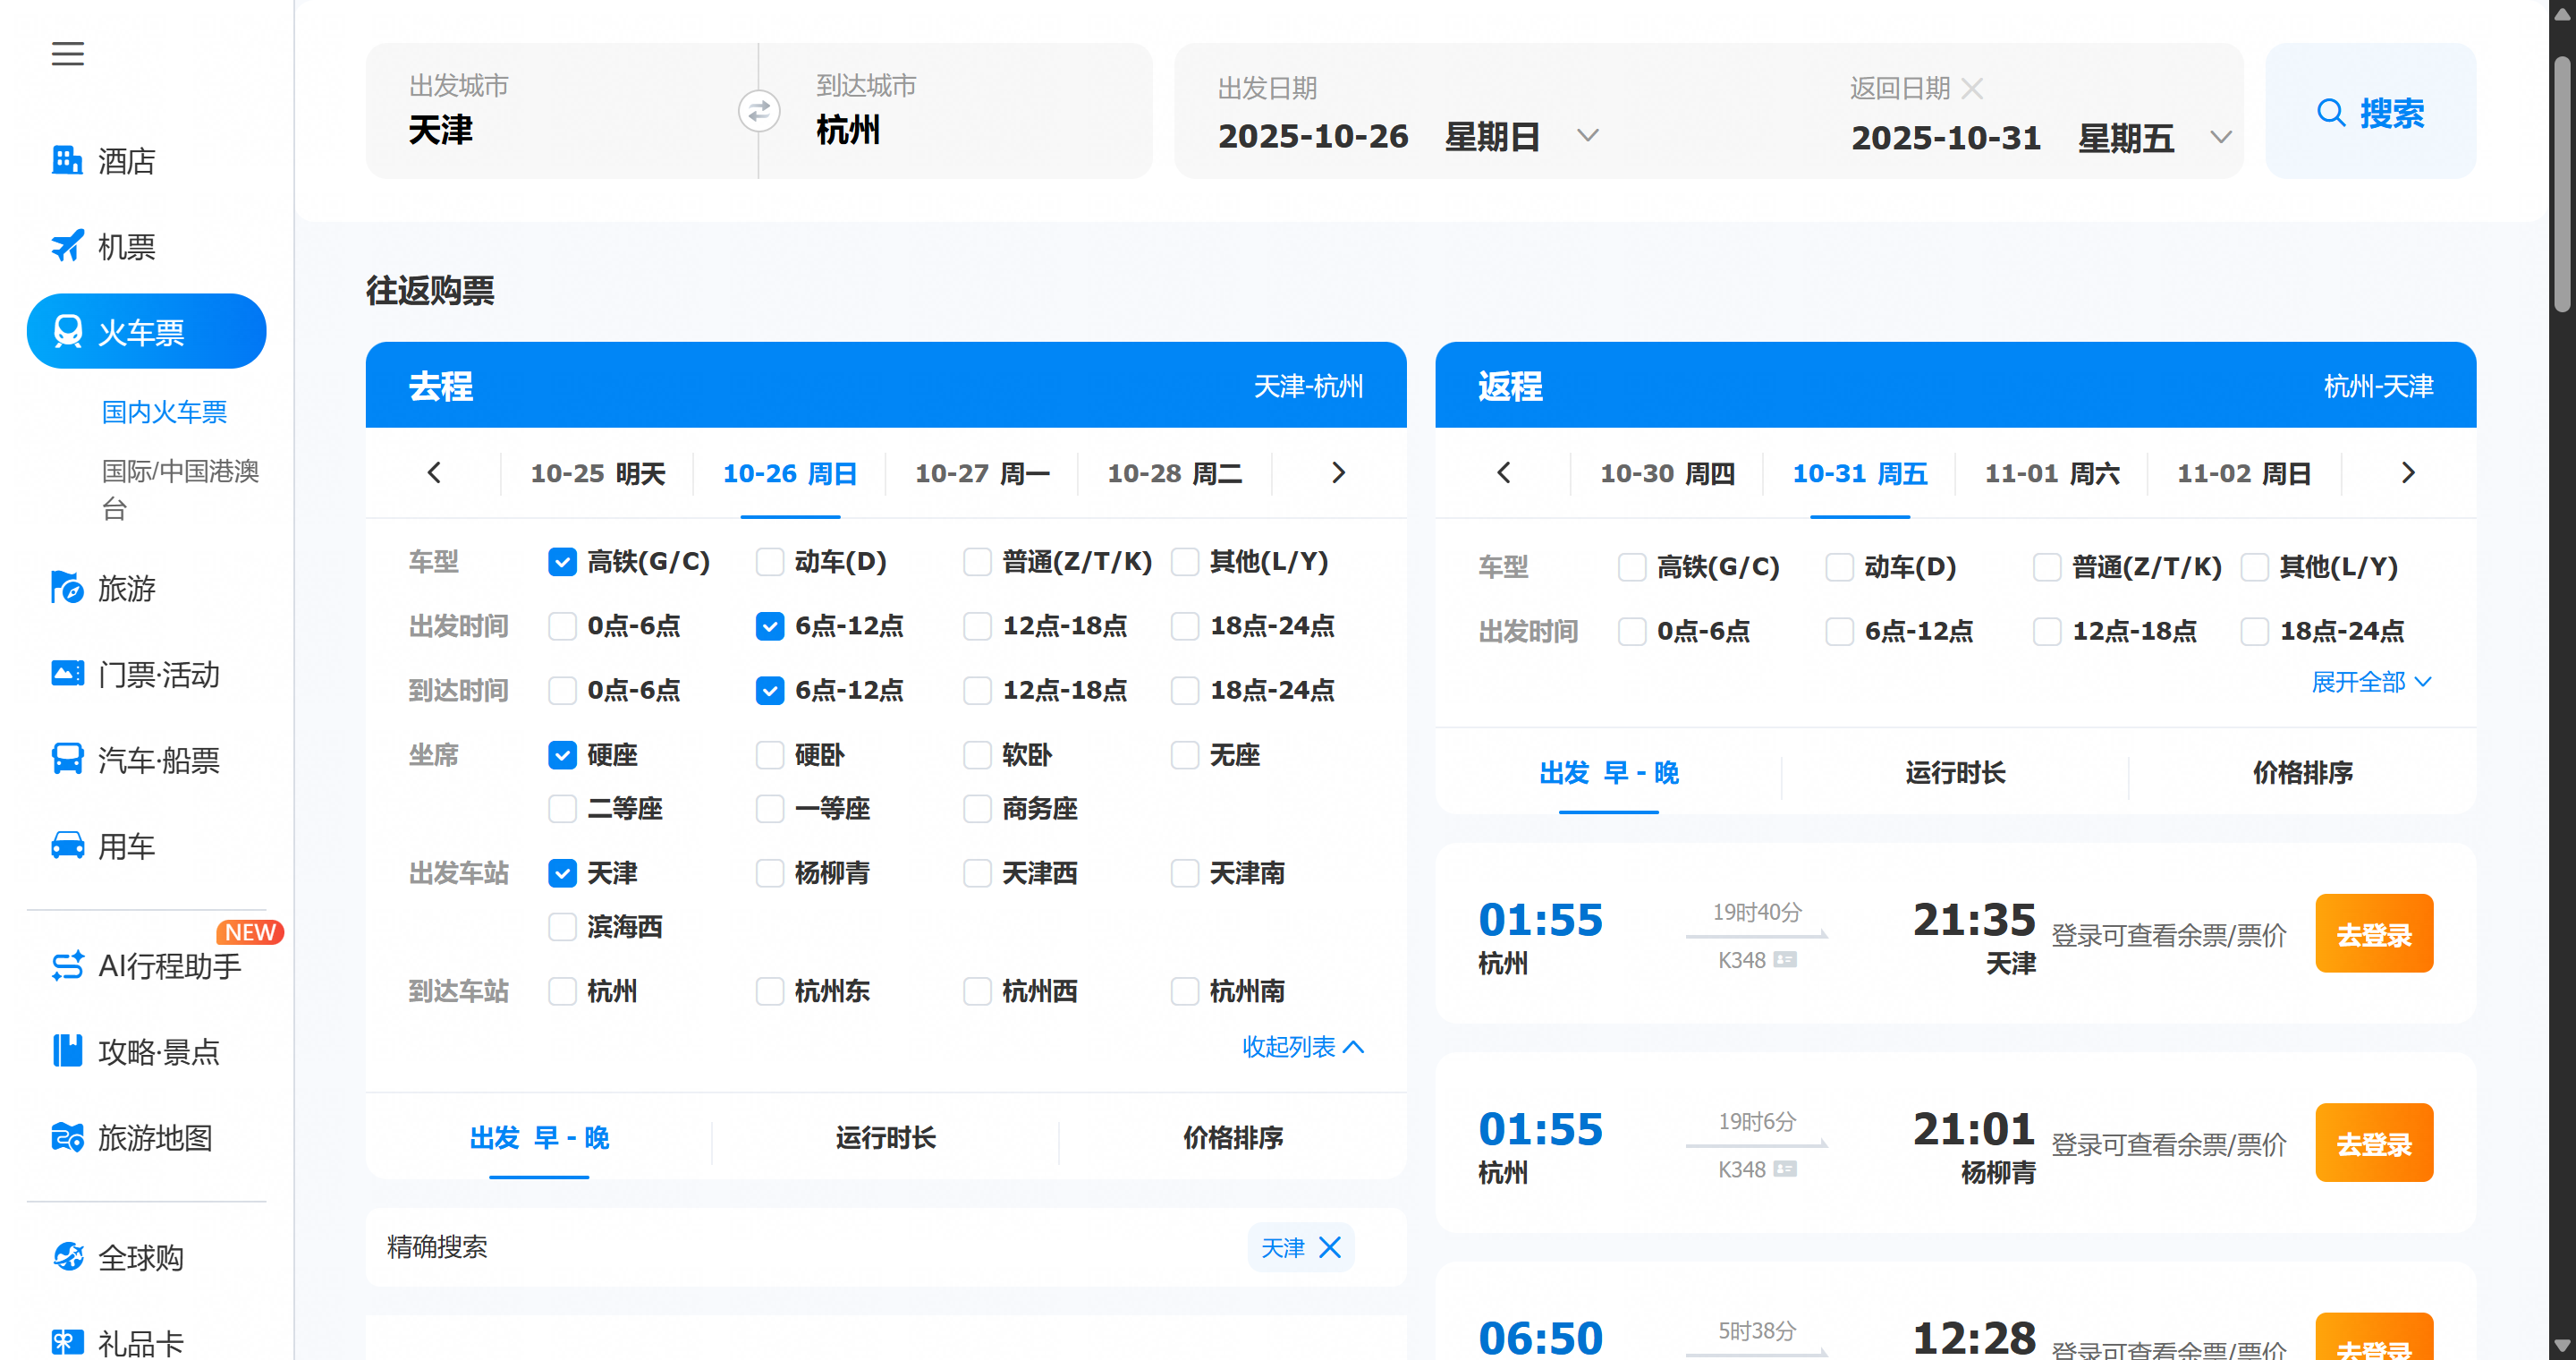 酒店
机票
火车票
国内火车票
国际/中国港澳
台
旅游
门票·活动
汽车·船票
用车
NEW
AI行程助手
攻略·景点
旅游地图
全球购
礼品卡
出发城市
天津
到达城市
杭州
出发日期
2025-10-26 星期日
返回日期
2025-10-31 星期五
搜索
往返购票
去程 天津-杭州
10-25 明天 10-26 周日 10-27 周一 10-28 周二
车型 高铁(G/C) 动车(D) 普通(Z/T/K) 其他(L/Y)
出发时间 0点-6点 6点-12点 12点-18点 18点-24点
到达时间 0点-6点 6点-12点 12点-18点 18点-24点
坐席 硬座 硬卧 软卧 无座
二等座 一等座 商务座
出发车站 天津 杨柳青 天津西 天津南
滨海西
到达车站 杭州 杭州东 杭州西 杭州南
收起列表
出发 早 - 晚 运行时长 价格排序
精确搜索 天津
返程 杭州-天津
10-30 周四 10-31 周五 11-01 周六 11-02 周日
车型 高铁(G/C) 动车(D) 普通(Z/T/K) 其他(L/Y)
出发时间 0点-6点 6点-12点 12点-18点 18点-24点
展开全部
出发 早 - 晚 运行时长 价格排序
01:55 19时40分 21:35 登录可查看余票/票价 去登录
杭州 K348 天津
01:55 19时6分 21:01 登录可查看余票/票价 去登录
杭州 K348 杨柳青
06:50 5时38分 12:28 登录可查看余票/票价 去登录